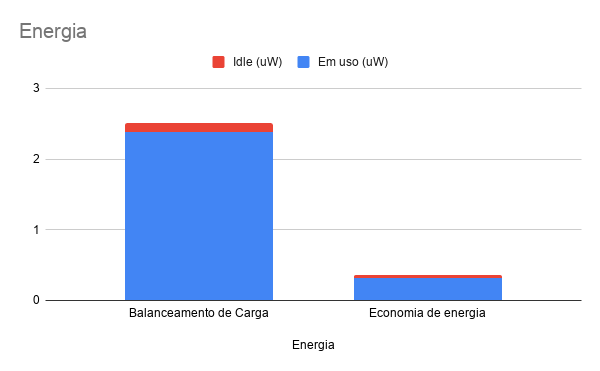 Energia
Idle (uW) Em uso (uW)
3
2
1
0
Balanceamento de Carga Economia de energia
Energia